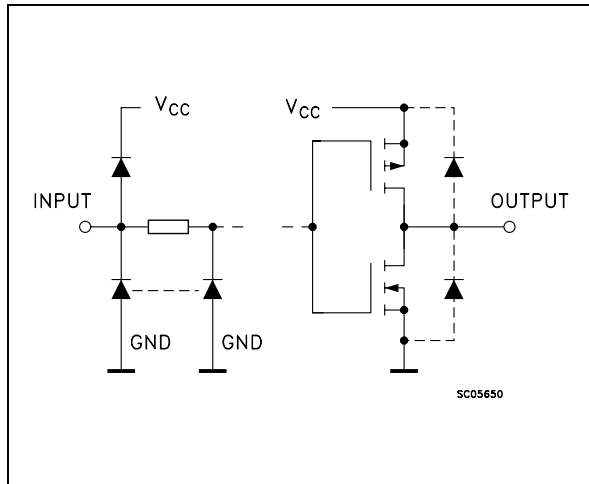 VCC
VCC
INPUT
OUTPUT
GND
GND
SC05650